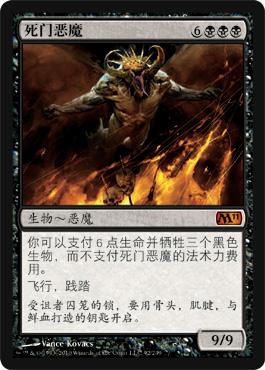 死门恶魔 6
生物～恶魔 M11
你可以支付6点生命并牺牲三个黑色
生物，而不支付死门恶魔的法术力费
用。
飞行，践踏
受诅者囚笼的锁，要用骨头，肌腱，与
鲜血打造的钥匙开启。
Vance Kovacs
9/9